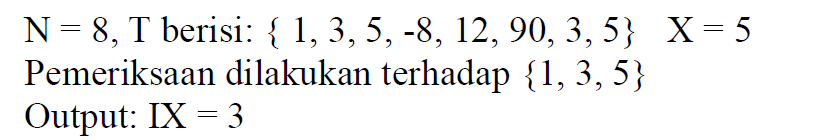 N = 8, T berisi: { 1, 3, 5, -8, 12, 90, 3, 5} X = 5
Pemeriksaan dilakukan terhadap {1, 3, 5}
Output: IX = 3